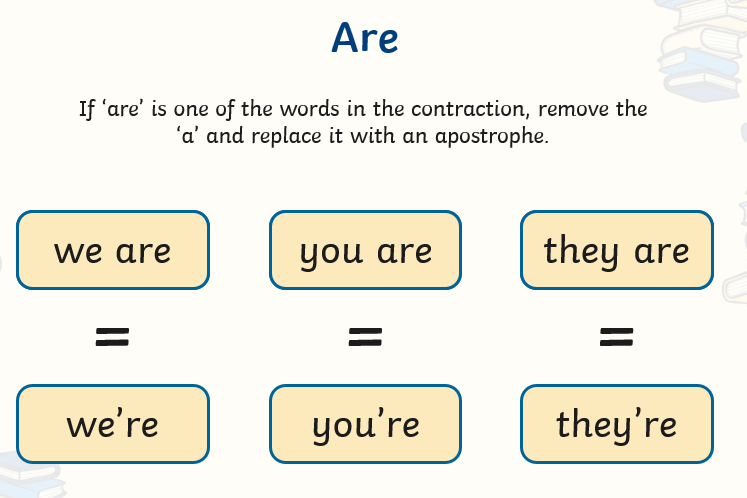 Are
If ‘are’ is one of the words in the contraction, remove the
‘a’ and replace it with an apostrophe.
we are you are they are
= = =
we’re you’re they’re